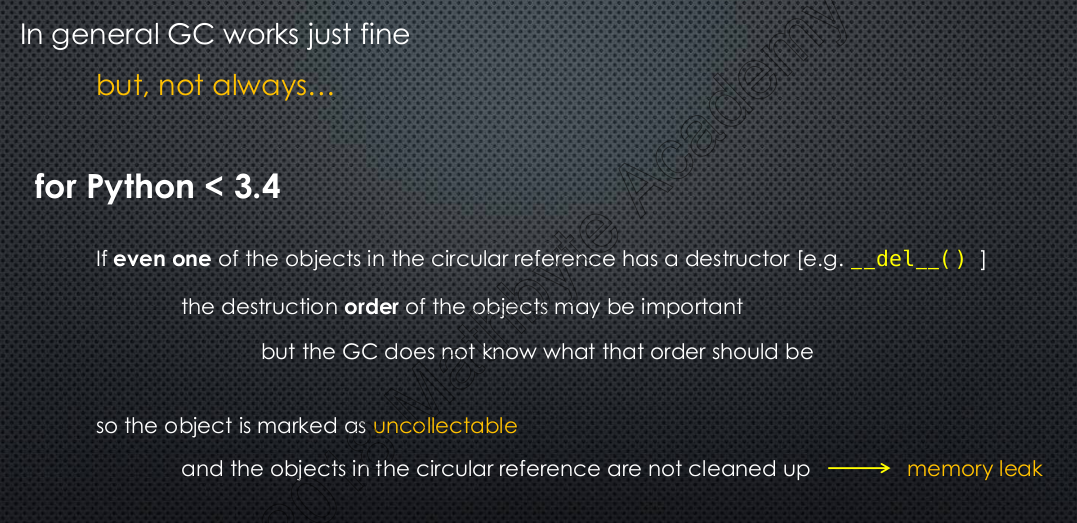 In general GC works just fine
but, not always...
for Python < 3.4
If even one of the objects in the circular reference has a destructor [e.g. __del__() ]
the destruction order of the objects may be important
but the GC does not know what that order should be
so the object is marked as uncollectable
and the objects in the circular reference are not cleaned up → memory leak